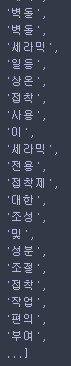 '벽동',
'벽동',
'세라믹',
'일등',
'상온',
'접착',
'사용',
'이',
'세라믹',
'전용',
'접착제',
'대한',
'조성',
'및',
'성분',
'조절',
'접착',
'작업',
'편의',
'부여',
...]